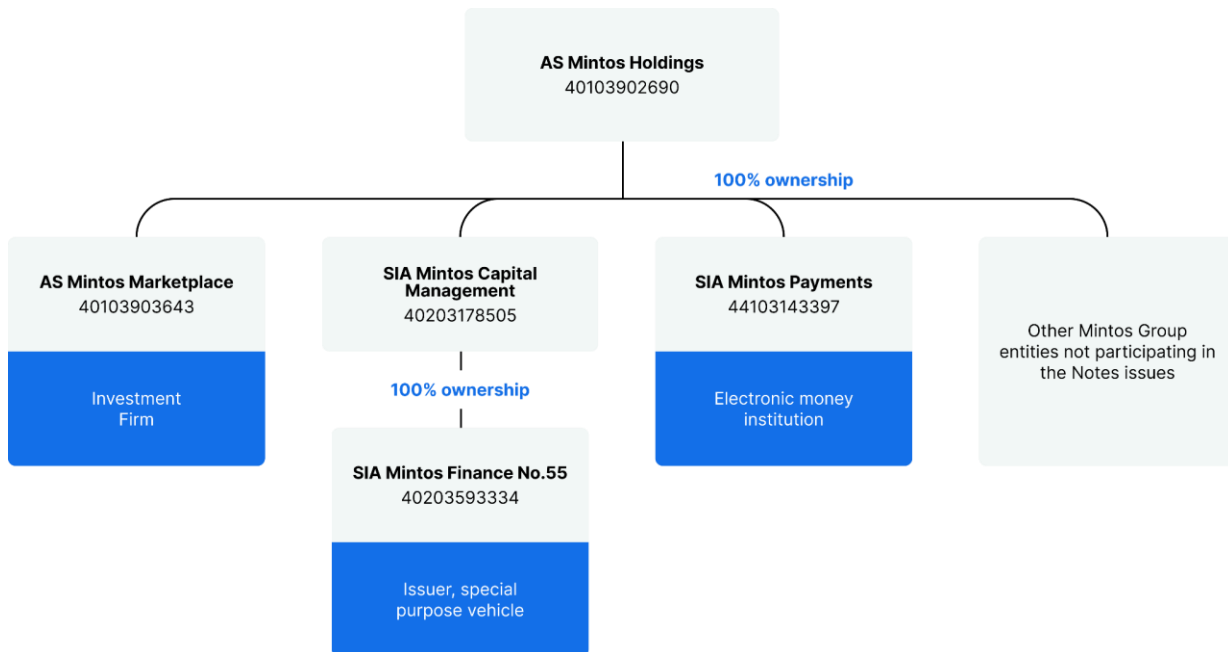 AS Mintos Holdings
40103902690
100% ownership
AS Mintos Marketplace
40103903643
Investment
Firm
SIA Mintos Capital
Management
40203178505
100% ownership
SIA Mintos Finance No.55
40203593334
Issuer, special
purpose vehicle
SIA Mintos Payments
44103143397
Electronic money
institution
Other Mintos Group
entities not participating in
the Notes issues